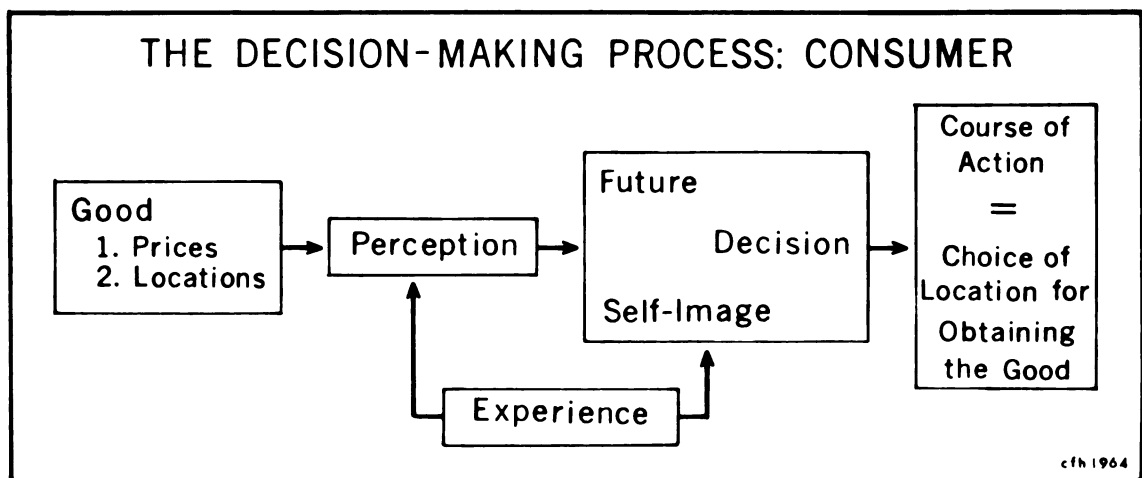 THE DECISION-MAKING PROCESS: CONSUMER
Good
1. Prices
2. Locations
Perception
Future
Decision
Self-Image
Experience
Course of
Action
=
Choice of
Location for
Obtaining
the Good
cfh 1964